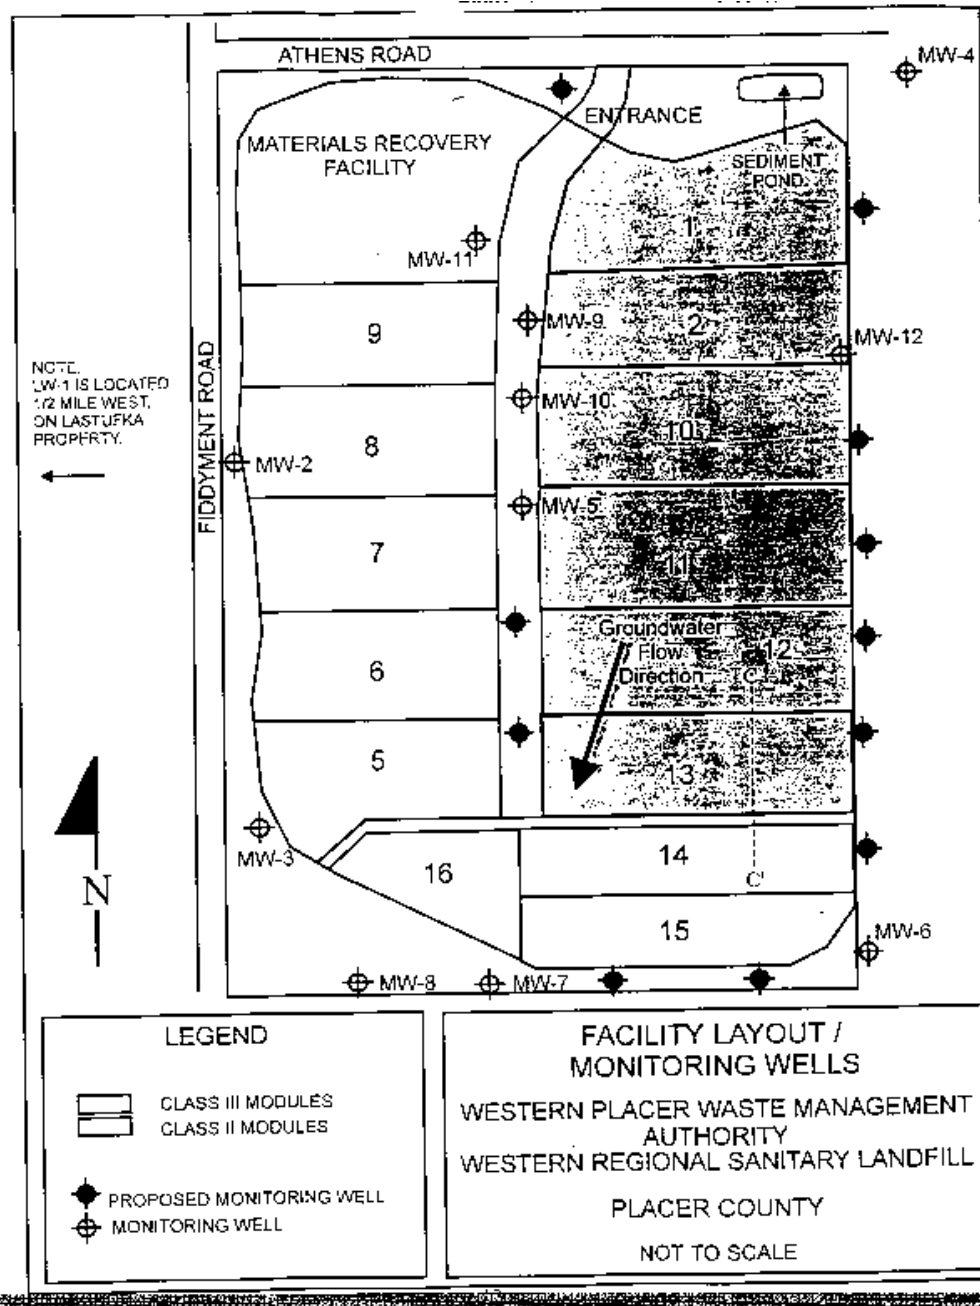 ATHENS ROAD
MW-4
ENTRANCE
MATERIALS RECOVERY
FACILITY
SEDIMENT
POND
1
MW-11
9
MW-9
2
MW-12
NOTE.
LW-1 IS LOCATED
1/2 MILE WEST,
ON LASTUFKA
PROPERTY.
FIDDYMENT ROAD
MW-10
10
8
MW-2
MW-5
7
11
Groundwater
Flow
Direction
12
C
6
5
13
MW-3
16
14
C'
15
MW-6
MW-8
MW-7
N
LEGEND
CLASS III MODULES
CLASS II MODULES
PROPOSED MONITORING WELL
MONITORING WELL
FACILITY LAYOUT /
MONITORING WELLS
WESTERN PLACER WASTE MANAGEMENT
AUTHORITY
WESTERN REGIONAL SANITARY LANDFILL
PLACER COUNTY
NOT TO SCALE